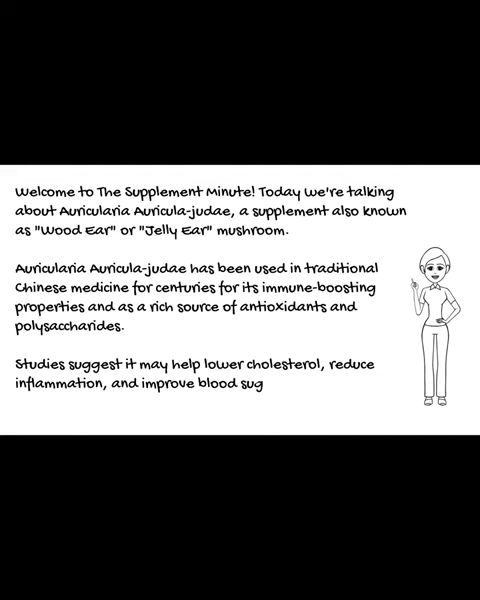 Welcome to The Supplement Minute! Today we're talking
about Auricularia Auricula-judae, a supplement also known
as "Wood Ear" or "Jelly Ear" mushroom.
Auricularia Auricula-judae has been used in traditional
Chinese medicine for centuries for its immune-boosting
properties and as a rich source of antioxidants and
polysaccharides.
Studies suggest it may help lower cholesterol, reduce
inflammation, and improve blood sug